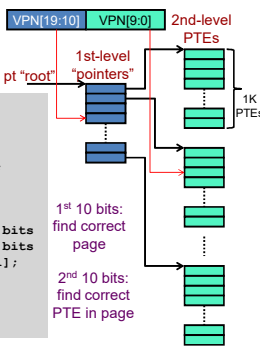 VPN[19:10] VPN[9:0]
2nd-level
PTEs
1st-level
pt “root” “pointers”
1K
PTEs
bits
bits
];
1st 10 bits:
find correct
page
2nd 10 bits:
find correct
PTE in page